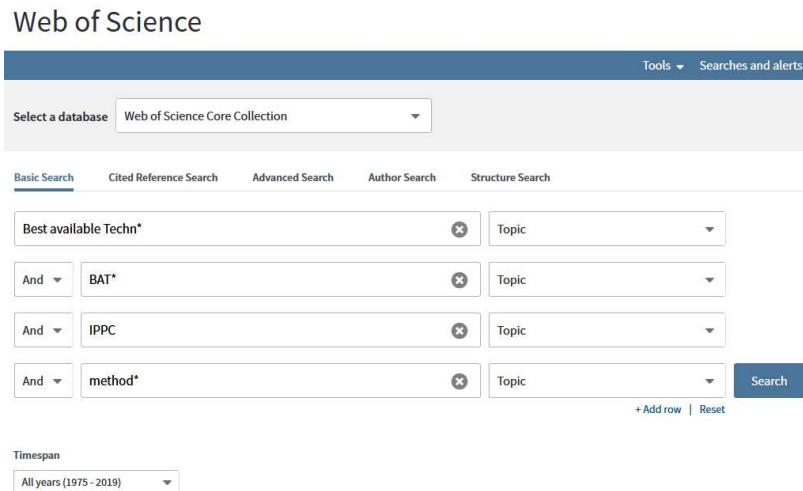 Web of Science
Tools Searches and alerts
Select a database Web of Science Core Collection
Basic Search Cited Reference Search Advanced Search Author Search Structure Search
Best available Techn* Topic
And BAT* Topic
And IPPC Topic
And method* Topic Search
+ Add row | Reset
Timespan
All years (1975 - 2019)